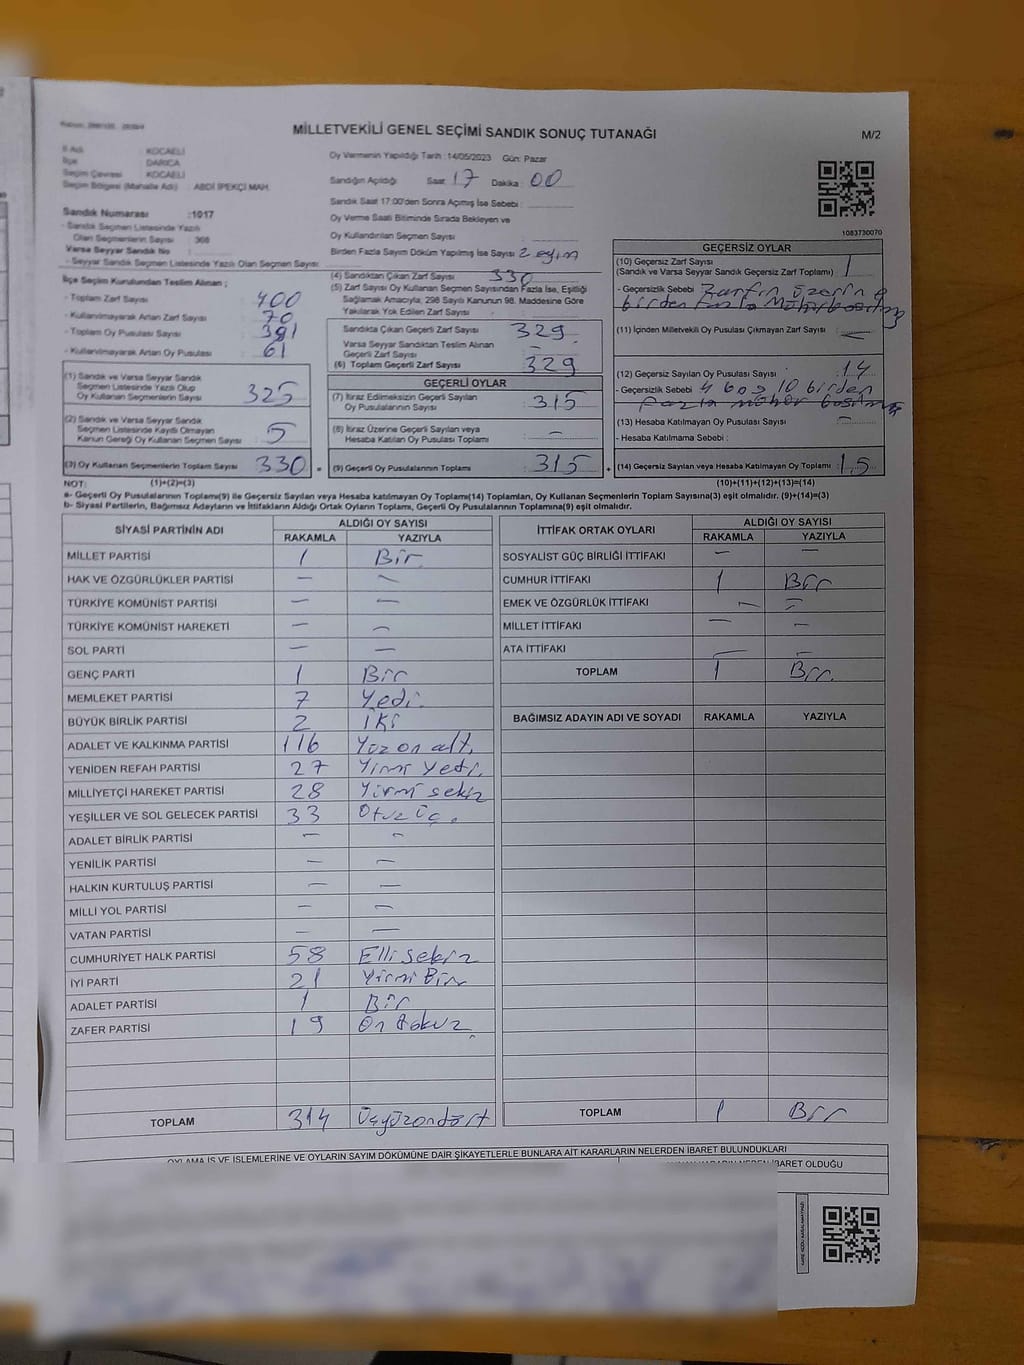 MİLLETVEKİLİ GENEL SEÇİMİ SANDIK SONUÇ TUTANAĞI
M/2
İl Adı : KOCAELİ
İlçe : DARICA
Seçim Çevresi : KOCAELİ
Seçim Bölgesi (Mahalle Adı) : ABDİ İPEKÇİ MAH.
Sandık Numarası : 1017
- Sandık Seçmen Listesinde Yazılı
Olan Seçmenlerin Sayısı : 368
Varsa Seyyar Sandık No :
- Seyyar Sandık Seçmen Listesinde Yazılı Olan Seçmen Sayısı :
İlçe Seçim Kurulundan Teslim Alınan ;
- Toplam Zarf Sayısı 400
- Kullanılmayarak Artan Zarf Sayısı 70
- Toplam Oy Pusulası Sayısı 391
- Kullanılmayarak Artan Oy Pusulası 61
(1) Sandık ve Varsa Seyyar Sandık
Seçmen Listesinde Yazılı Olup
Oy Kullanan Seçmenlerin Sayısı 325
(2) Sandık ve Varsa Seyyar Sandık
Seçmen Listesinde Kayıtlı Olmayan
Kanun Gereği Oy Kullanan Seçmen Sayısı 5
(3) Oy Kullanan Seçmenlerin Toplam Sayısı 330 =
Oy Vermenin Yapıldığı Tarih : 14/05/2023 Gün: Pazar
Sandığın Açıldığı Saat : 17 Dakika : 00
Sandık Saat 17:00'den Sonra Açımış İse Sebebi :
Oy Verme Saati Bitiminde Sırada Bekleyen ve
Oy Kullandırılan Seçmen Sayısı :
Birden Fazla Sayım Döküm Yapılmış İse Sayısı
(4) Sandıktan Çıkan Zarf Sayısı 330
(5) Zarf Sayısı Oy Kullanan Seçmen Sayısından Fazla İse, Eşitliği
Sağlamak Amacıyla, 298 Sayılı Kanunun 98. Maddesine Göre
Yakılarak Yok Edilen Zarf Sayısı :
Sandıkta Çıkan Geçerli Zarf Sayısı 329
Varsa Seyyar Sandıktan Teslim Alınan
Geçerli Zarf Sayısı -
(6) Toplam Geçerli Zarf Sayısı 329
GEÇERLİ OYLAR
(7) İtiraz Edilmeksizin Geçerli Sayılan
Oy Pusulalarının Sayısı : 315
(8) İtiraz Üzerine Geçerli Sayılan veya
Hesaba Katılan Oy Pusulası Toplamı : -
(9) Geçerli Oy Pusulalarının Toplamı : 315 +
1083730070
GEÇERSİZ OYLAR
(10) Geçersiz Zarf Sayısı
(Sandık ve Varsa Seyyar Sandık Geçersiz Zarf Toplamı) : 1
- Geçersizlik Sebebi Zarfın üzerine
birden fazla Mühür
(11) İçinden Milletvekili Oy Pusulası Çıkmayan Zarf Sayısı : -
(12) Geçersiz Sayılan Oy Pusulası Sayısı : 14
- Geçersizlik Sebebi 4 boş 10 birden
fazla mühür
(13) Hesaba Katılmayan Oy Pusulası Sayısı : -
- Hesaba Katılmama Sebebi :
(14) Geçersiz Sayılan veya Hesaba Katılmayan Oy Toplamı : 15
NOT: (1)+(2)=(3) (10)+(11)+(12)+(13)=(14)
a- Geçerli Oy Pusulalarının Toplamı(9) ile Geçersiz Sayılan veya Hesaba katılmayan Oy Toplamı(14) Toplamları, Oy Kullanan Seçmenlerin Toplam Sayısına(3) eşit olmalıdır. (9)+(14)=(3)
b- Siyasi Partilerin, Bağımsız Adayların ve İttifakların Aldığı Ortak Oyların Toplamı, Geçerli Oy Pusulalarının Toplamına(9) eşit olmalıdır.
SİYASİ PARTİNİN ADI ALDIĞI OY SAYISI
RAKAMLA YAZIYLA
MİLLET PARTİSİ 1 Bir
HAK VE ÖZGÜRLÜKLER PARTİSİ - -
TÜRKİYE KOMÜNİST PARTİSİ - -
TÜRKİYE KOMÜNİST HAREKETİ - -
SOL PARTİ - -
GENÇ PARTİ 1 Bir
MEMLEKET PARTİSİ 7 Yedi.
BÜYÜK BİRLİK PARTİSİ 2 İki
ADALET VE KALKINMA PARTİSİ 116 Yüz on altı
YENİDEN REFAH PARTİSİ 27 Yirmi Yedi
MİLLİYETÇİ HAREKET PARTİSİ 28 Yirmi sekiz
YEŞİLLER VE SOL GELECEK PARTİSİ 33 Otuz üç.
ADALET BİRLİK PARTİSİ - -
YENİLİK PARTİSİ - -
HALKIN KURTULUŞ PARTİSİ - -
MİLLİ YOL PARTİSİ - -
VATAN PARTİSİ - -
CUMHURİYET HALK PARTİSİ 58 Elli sekiz
İYİ PARTİ 21 Yirmi Bir
ADALET PARTİSİ 1 Bir
ZAFER PARTİSİ 19 On dokuz
TOPLAM 314 Üçyüzondört
İTTİFAK ORTAK OYLARI ALDIĞI OY SAYISI
RAKAMLA YAZIYLA
SOSYALİST GÜÇ BİRLİĞİ İTTİFAKI - -
CUMHUR İTTİFAKI 1 Bir
EMEK VE ÖZGÜRLÜK İTTİFAKI - -
MİLLET İTTİFAKI - -
ATA İTTİFAKI - -
TOPLAM 1 Bir.
BAĞIMSIZ ADAYIN ADI VE SOYADI RAKAMLA YAZIYLA
TOPLAM 1 Bir
OYLAMA İŞ VE İŞLEMLERİNE VE OYLARIN SAYIM DÖKÜMÜNE DAİR ŞİKAYETLERLE BUNLARA AİT KARARLARIN NELERDEN İBARET BULUNDUKLARI
NEDEN İBARET OLDUĞU